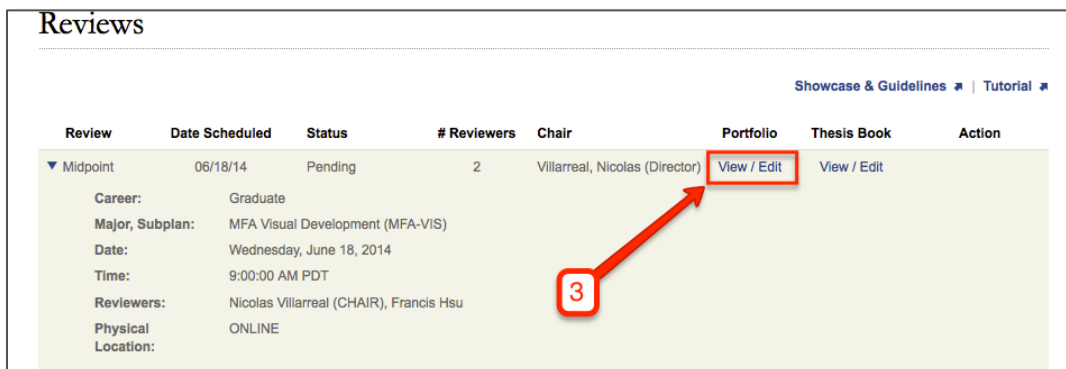 Reviews
Showcase & Guidelines | Tutorial
Review Date Scheduled Status # Reviewers Chair Portfolio Thesis Book Action
Midpoint 06/18/14 Pending 2 Villarreal, Nicolas (Director) View / Edit View / Edit
Career: Graduate
Major, Subplan: MFA Visual Development (MFA-VIS)
Date: Wednesday, June 18, 2014
Time: 9:00:00 AM PDT
3
Reviewers: Nicolas Villarreal (CHAIR), Francis Hsu
Physical ONLINE
Location: